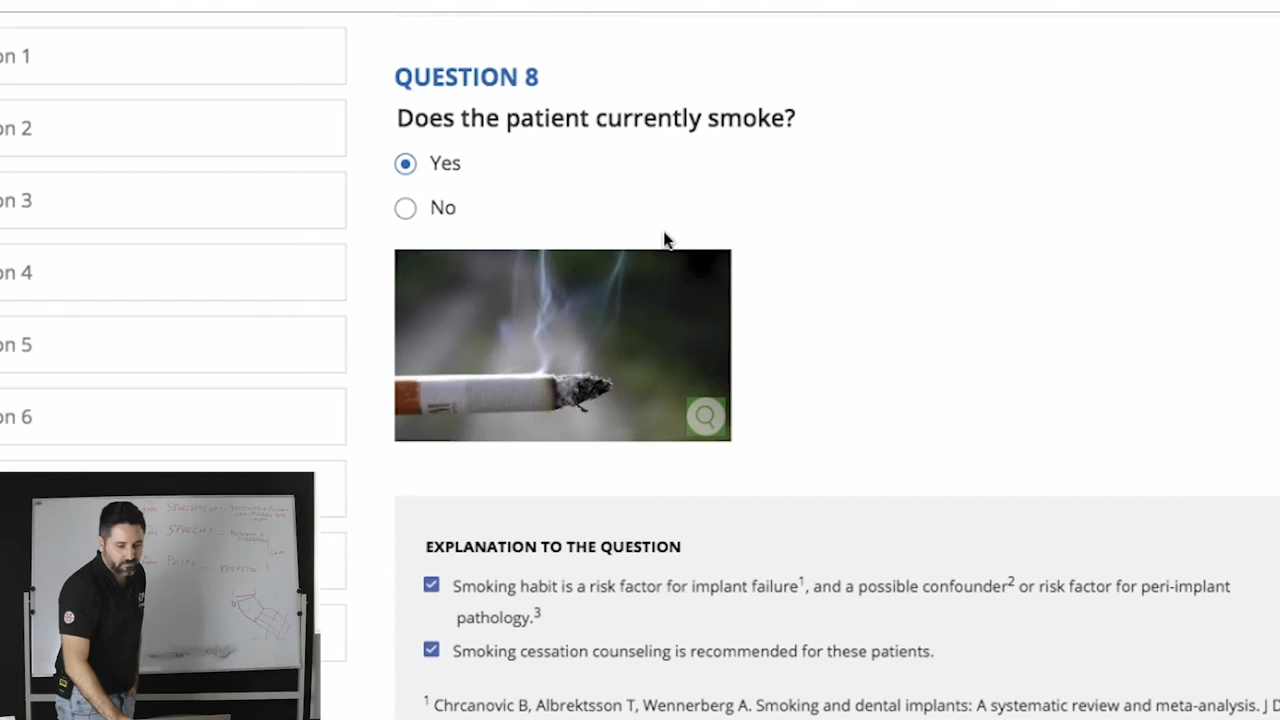 on 1
on 2
on 3
on 4
on 5
on 6
QUESTION 8
Does the patient currently smoke?
Yes
No
EXPLANATION TO THE QUESTION
Smoking habit is a risk factor for implant failure1, and a possible confounder2 or risk factor for peri-implant
pathology.3
Smoking cessation counseling is recommended for these patients.
1 Chrcanovic B, Albrektsson T, Wennerberg A. Smoking and dental implants: A systematic review and meta-analysis. J D